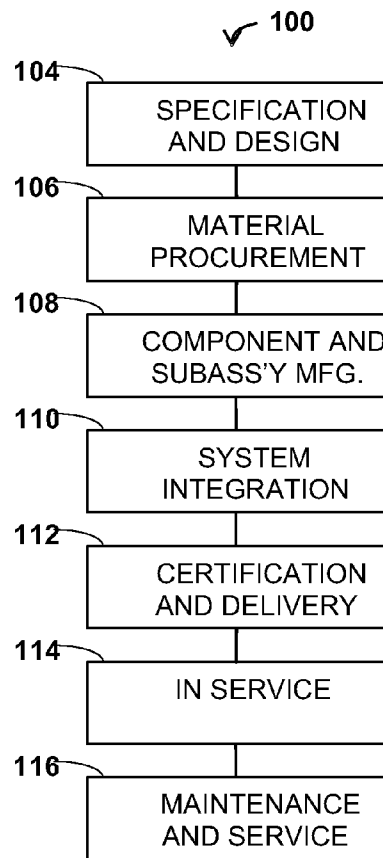 100
104
SPECIFICATION
AND DESIGN
106
MATERIAL
PROCUREMENT
108
COMPONENT AND
SUBASS'Y MFG.
110
SYSTEM
INTEGRATION
112
CERTIFICATION
AND DELIVERY
114
IN SERVICE
116
MAINTENANCE
AND SERVICE